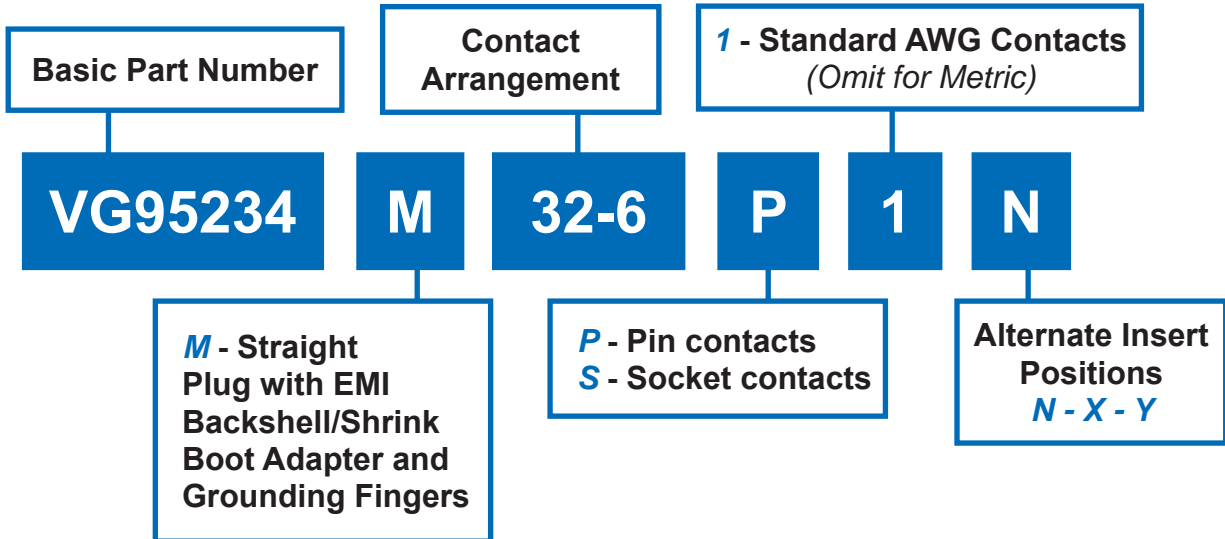 Basic Part Number
Contact
Arrangement
1 - Standard AWG Contacts
(Omit for Metric)
VG95234 M 32-6 P 1 N
M - Straight
Plug with EMI
Backshell/Shrink
Boot Adapter and
Grounding Fingers
P - Pin contacts
S - Socket contacts
Alternate Insert
Positions
N - X - Y